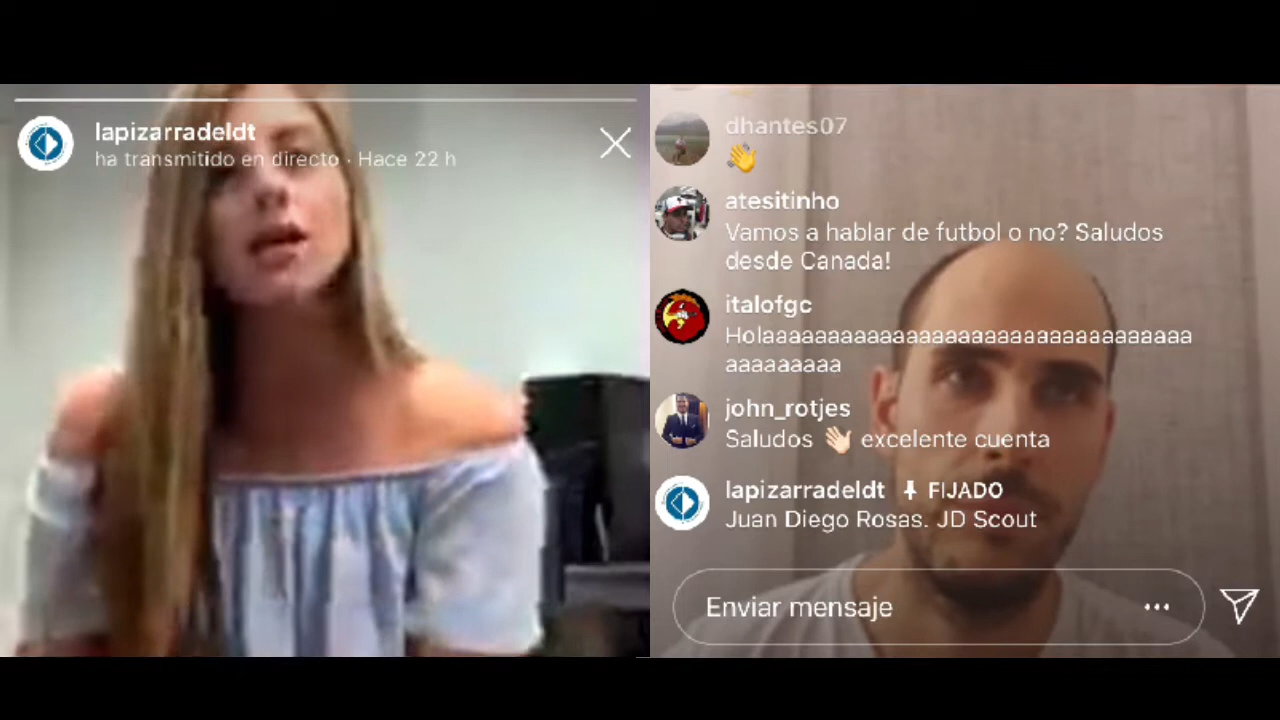 lapizarradeldt
ha transmitido en directo · Hace 22 h
dhantes07
👋
atesitinho
Vamos a hablar de futbol o no? Saludos
desde Canada!
italofgc
Holaaaaaaaaaaaaaaaaaaaaaaaaaaaaaaaaa
aaaaaaaaa
john_rotjes
Saludos 👋🏻 excelente cuenta
lapizarradeldt FIJADO
Juan Diego Rosas. JD Scout
Enviar mensaje